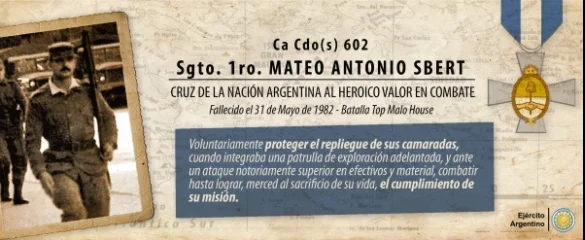 Ca Cdo(s) 602
Sgto. 1ro. MATEO ANTONIO SBERT
CRUZ DE LA NACIÓN ARGENTINA AL HEROICO VALOR EN COMBATE
Fallecido el 31 de Mayo de 1982 - Batalla Top Malo House
Voluntariamente proteger el repliegue de sus camaradas,
cuando integraba una patrulla de exploración adelantada, y ante
un ataque notoriamente superior en efectivos y material, combatir
hasta lograr, merced al sacrificio de su vida, el cumplimiento de
su misión.
25
Ejército
Argentino